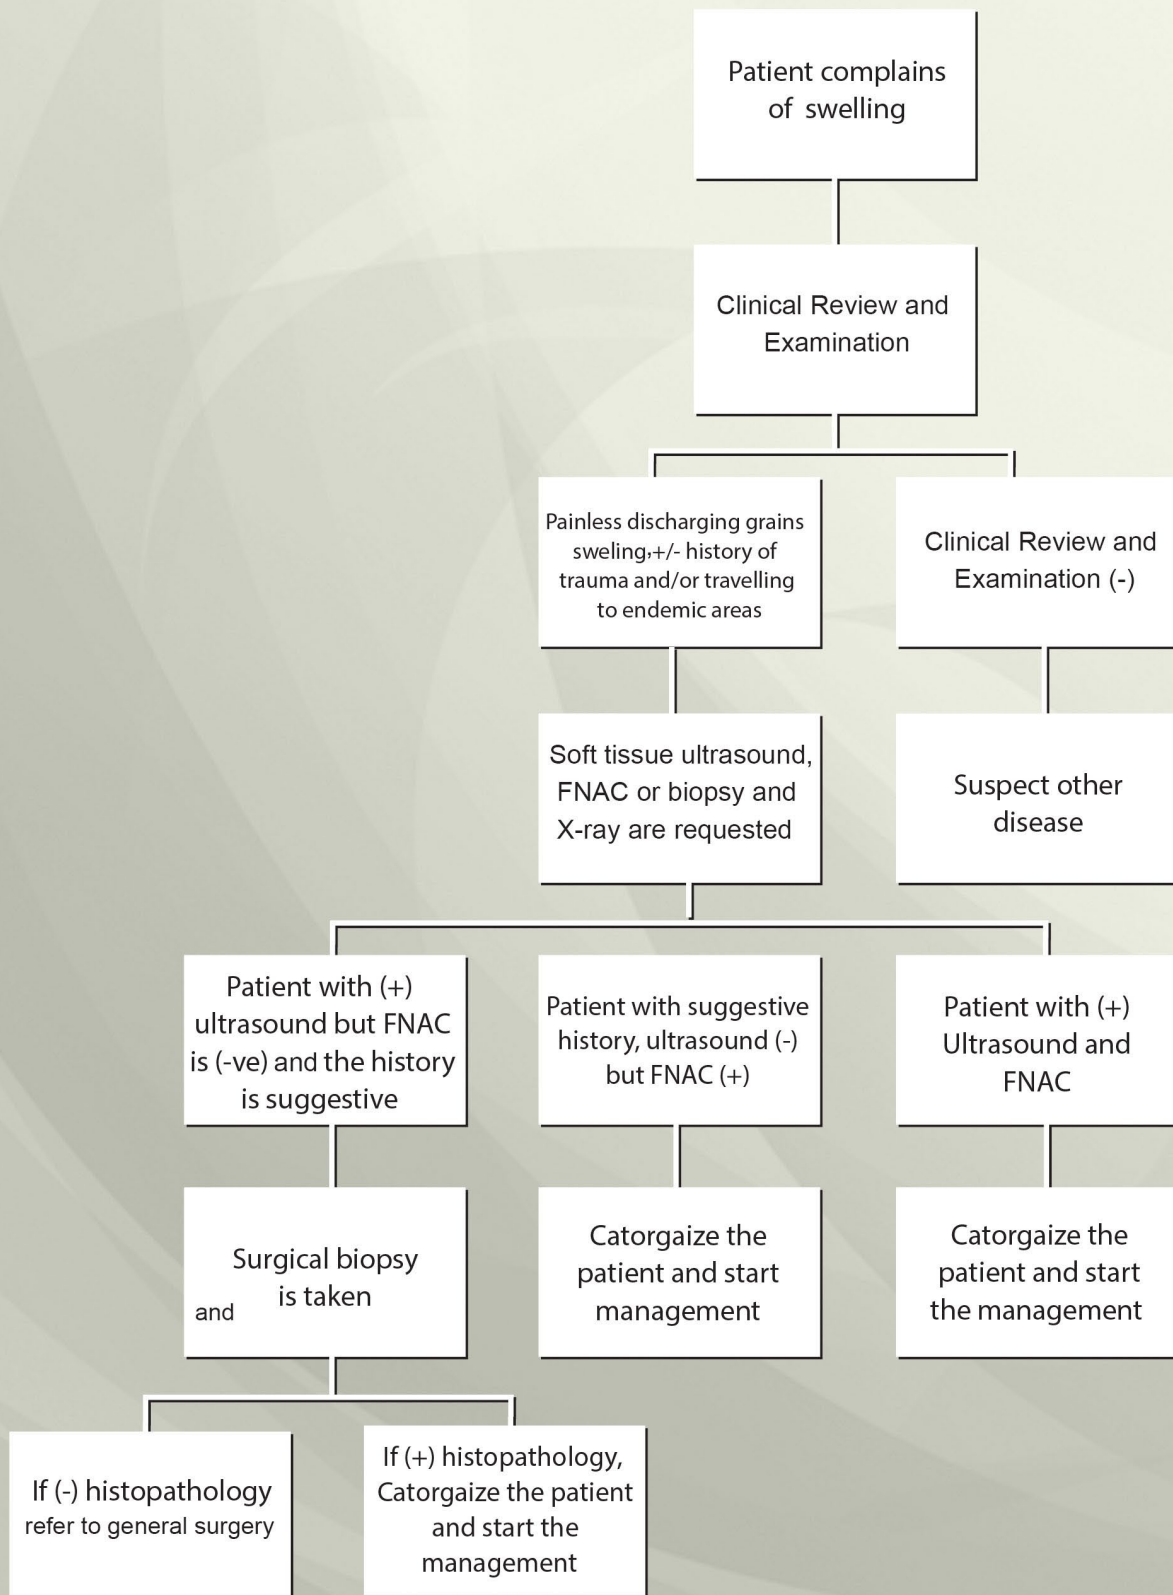 Patient complains
of swelling
Clinical Review and
Examination
Painless discharging grains
sweling,+/- history of
trauma and/or travelling
to endemic areas
Clinical Review and
Examination (-)
Soft tissue ultrasound,
FNAC or biopsy and
X-ray are requested
Suspect other
disease
Patient with (+)
ultrasound but FNAC
is (-ve) and the history
is suggestive
Patient with suggestive
history, ultrasound (-)
but FNAC (+)
Patient with (+)
Ultrasound and
FNAC
Surgical biopsy
is taken
and
Catorgaize the
patient and start
management
Catorgaize the
patient and start
the management
If (-) histopathology
refer to general surgery
If (+) histopathology,
Catorgaize the patient
and start the
management